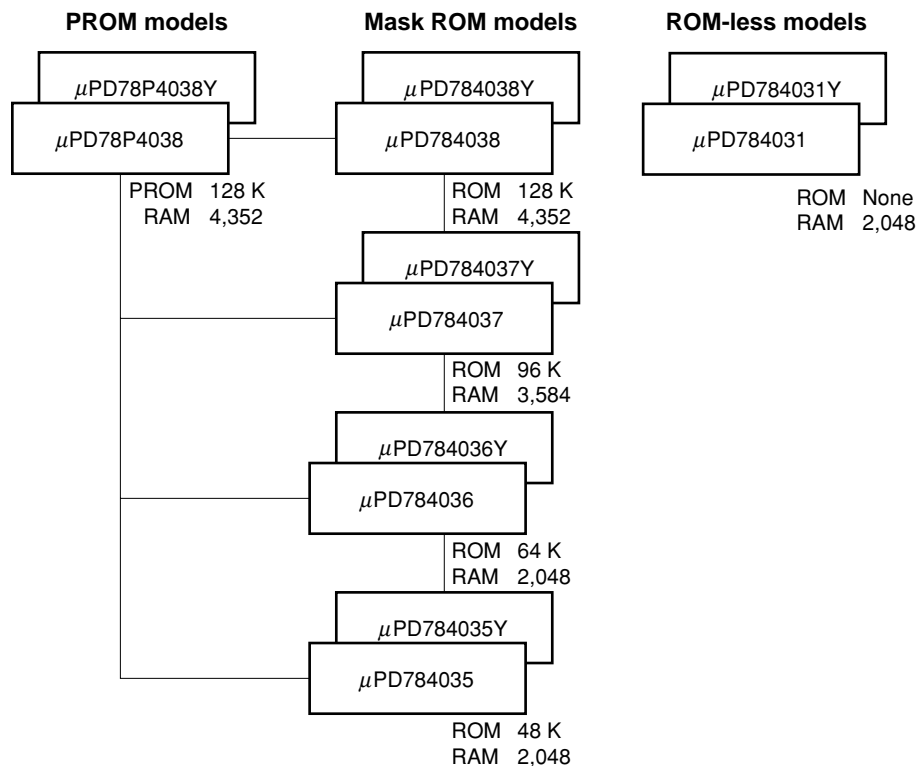 PROM models
Mask ROM models
ROM-less models
μPD78P4038Y
μPD784038Y
μPD784031Y
μPD78P4038
μPD784038
μPD784031
PROM 128 K
RAM 4,352
ROM 128 K
RAM 4,352
ROM None
RAM 2,048
μPD784037Y
μPD784037
ROM 96 K
RAM 3,584
μPD784036Y
μPD784036
ROM 64 K
RAM 2,048
μPD784035Y
μPD784035
ROM 48 K
RAM 2,048